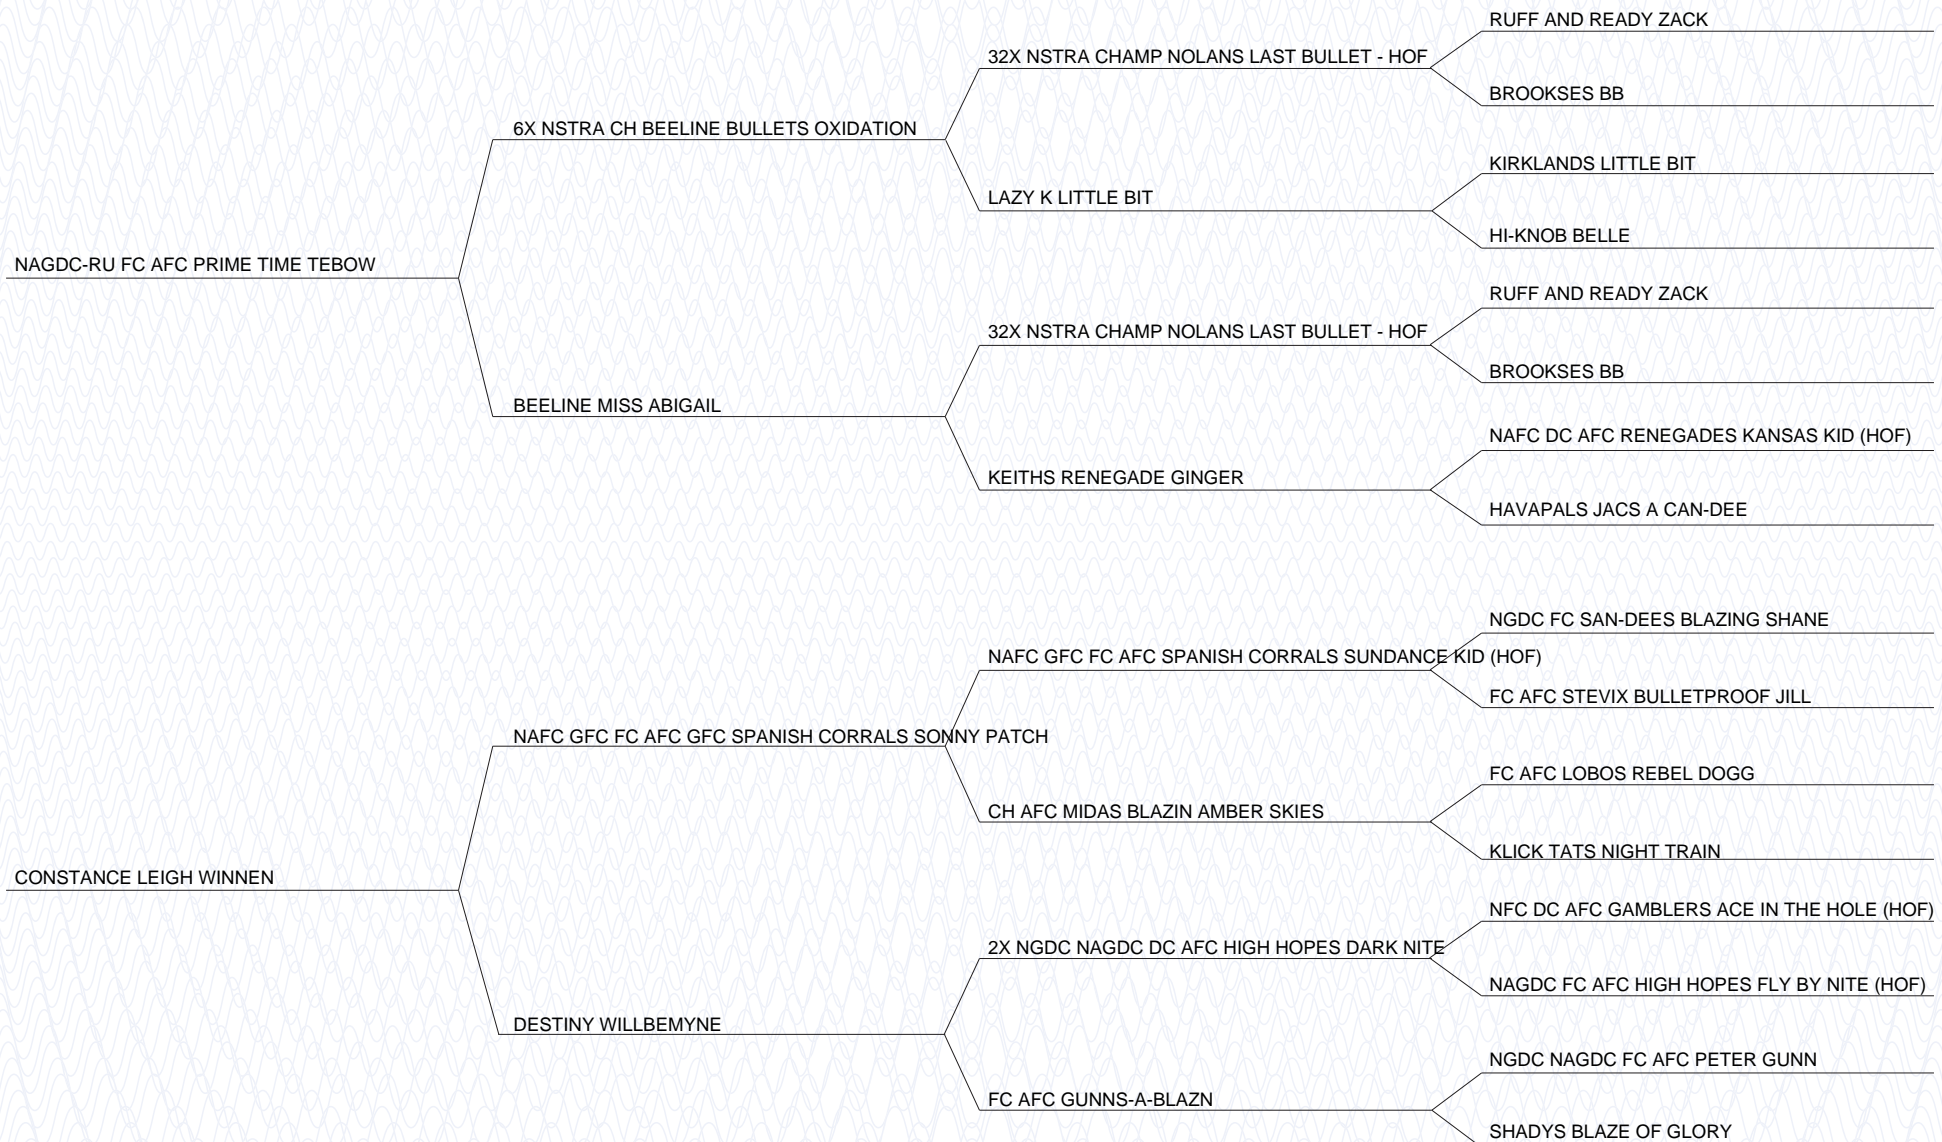 RUFF AND READY ZACK
32X NSTRA CHAMP NOLANS LAST BULLET - HOF
BROOKSES BB
6X NSTRA CH BEELINE BULLETS OXIDATION
KIRKLANDS LITTLE BIT
LAZY K LITTLE BIT
HI-KNOB BELLE
NAGDC-RU FC AFC PRIME TIME TEBOW
RUFF AND READY ZACK
32X NSTRA CHAMP NOLANS LAST BULLET - HOF
BROOKSES BB
BEELINE MISS ABIGAIL
NAFC DC AFC RENEGADES KANSAS KID (HOF)
KEITHS RENEGADE GINGER
HAVAPALS JACS A CAN-DEE
NGDC FC SAN-DEES BLAZING SHANE
NAFC GFC FC AFC SPANISH CORRALS SUNDANCE KID (HOF)
FC AFC STEVIX BULLETPROOF JILL
NAFC GFC FC AFC GFC SPANISH CORRALS SONNY PATCH
FC AFC LOBOS REBEL DOGG
CH AFC MIDAS BLAZIN AMBER SKIES
KLICK TATS NIGHT TRAIN
CONSTANCE LEIGH WINNEN
NFC DC AFC GAMBLERS ACE IN THE HOLE (HOF)
2X NGDC NAGDC DC AFC HIGH HOPES DARK NITE
NAGDC FC AFC HIGH HOPES FLY BY NITE (HOF)
DESTINY WILLBEMYNE
NGDC NAGDC FC AFC PETER GUNN
FC AFC GUNNS-A-BLAZN
SHADYS BLAZE OF GLORY